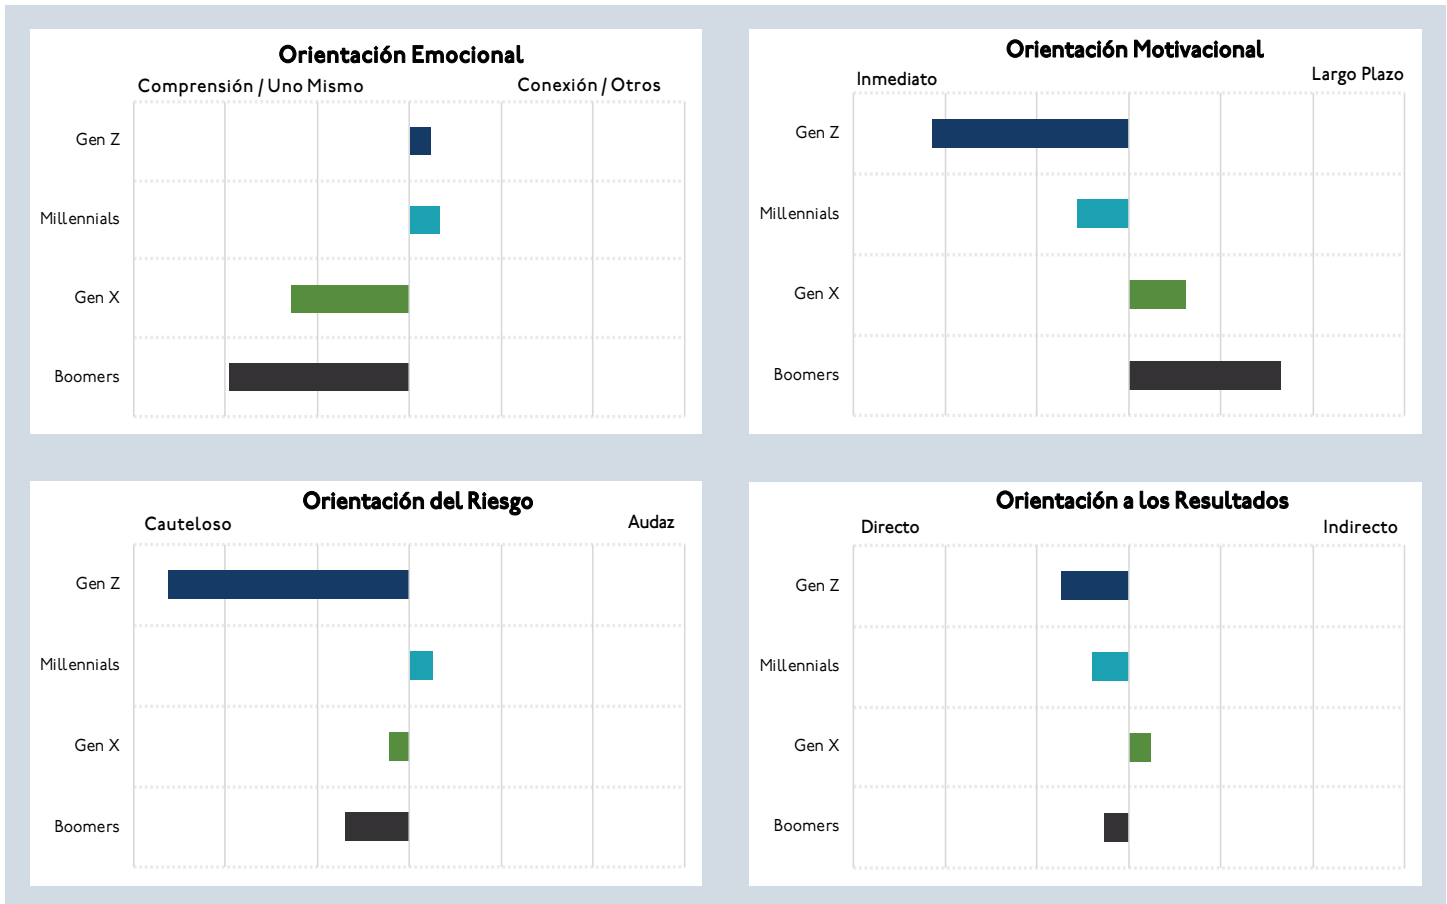 Orientación Emocional
Comprensión / Uno Mismo
Conexión / Otros
Gen Z
Millennials
Gen X
Boomers
Orientación Motivacional
Inmediato
Largo Plazo
Gen Z
Millennials
Gen X
Boomers
Orientación del Riesgo
Cauteloso
Audaz
Gen Z
Millennials
Gen X
Boomers
Orientación a los Resultados
Directo
Indirecto
Gen Z
Millennials
Gen X
Boomers